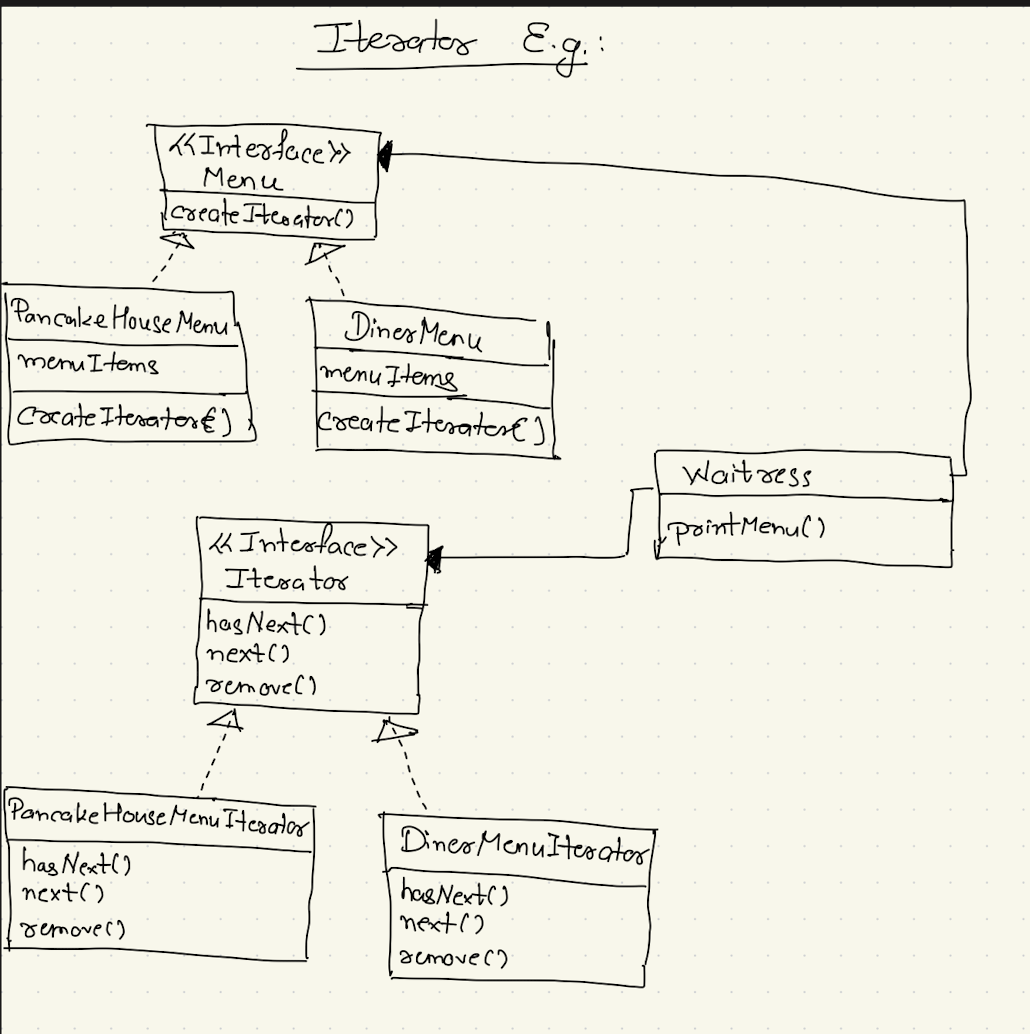 Iterator E.g.:
<<Interface>>
Menu
createIterator()
PancakeHouseMenu
menuItems
createIterator()
DinerMenu
menuItems
createIterator()
Waitress
printMenu()
<<Interface>>
Iterator
hasNext()
next()
remove()
PancakeHouseMenuIterator
hasNext()
next()
remove()
DinerMenuIterator
hasNext()
next()
remove()